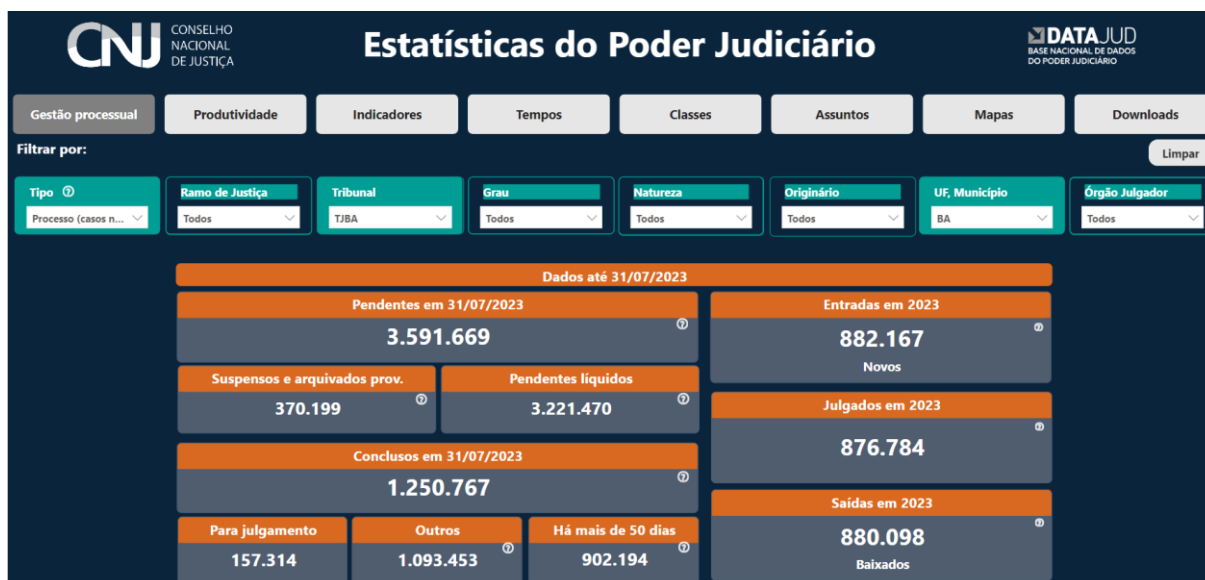 CNJ
CONSELHO
NACIONAL
DE JUSTIÇA
Estatísticas do Poder Judiciário
DATAJUD
BASE NACIONAL DE DADOS
DO PODER JUDICIÁRIO
Gestão processual
Produtividade
Indicadores
Tempos
Classes
Assuntos
Mapas
Downloads
Filtrar por:
Limpar
Tipo
Ramo de Justiça
Tribunal
Grau
Natureza
Originário
UF, Município
Órgão Julgador
Processo (casos n...
Todos
TJBA
Todos
Todos
Todos
BA
Todos
Dados até 31/07/2023
Pendentes em 31/07/2023
3.591.669
Entradas em 2023
882.167
Novos
Suspensos e arquivados prov.
370.199
Pendentes líquidos
3.221.470
Julgados em 2023
876.784
Conclusos em 31/07/2023
1.250.767
Saídas em 2023
880.098
Baixados
Para julgamento
157.314
Outros
1.093.453
Há mais de 50 dias
902.194